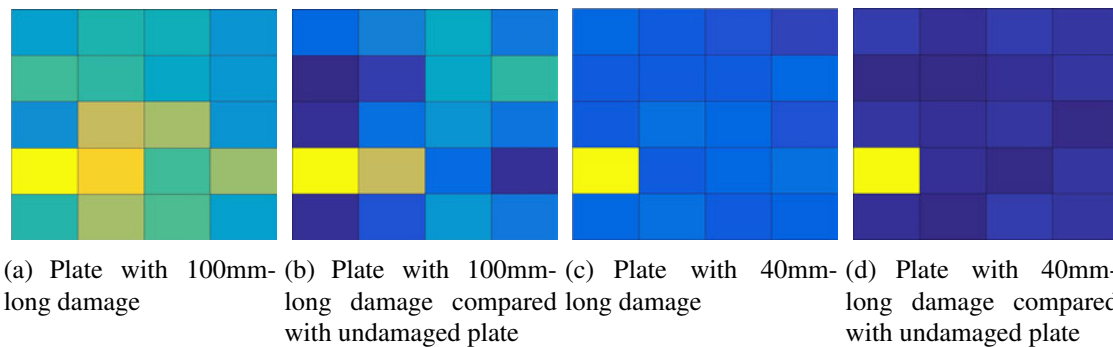 (a) Plate with 100mm-
long damage
(b) Plate with 100mm-
long damage compared
with undamaged plate
(c) Plate with 40mm-
long damage
(d) Plate with 40mm-
long damage compared
with undamaged plate